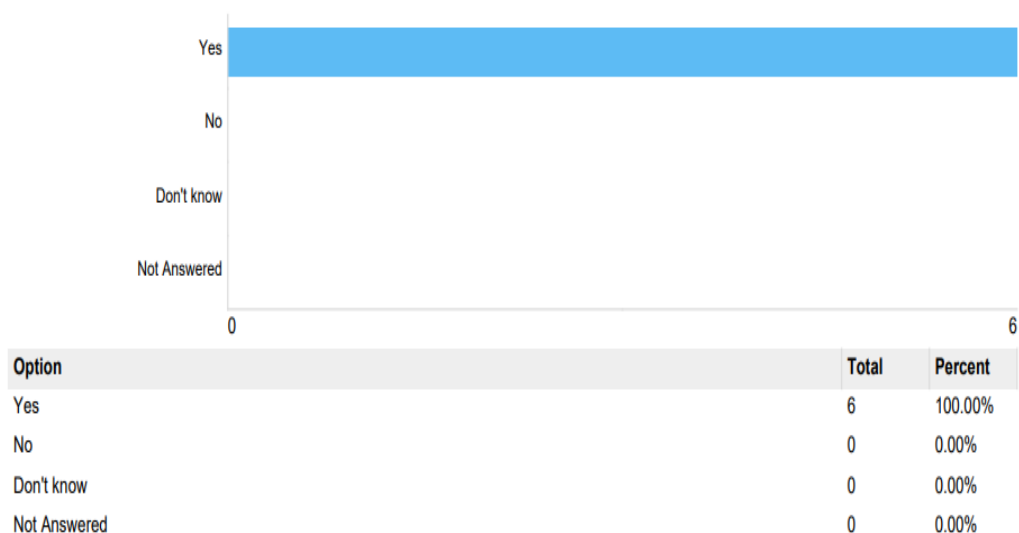 Yes
No
Don't know
Not Answered
0 6
Option Total Percent
Yes 6 100.00%
No 0 0.00%
Don't know 0 0.00%
Not Answered 0 0.00%